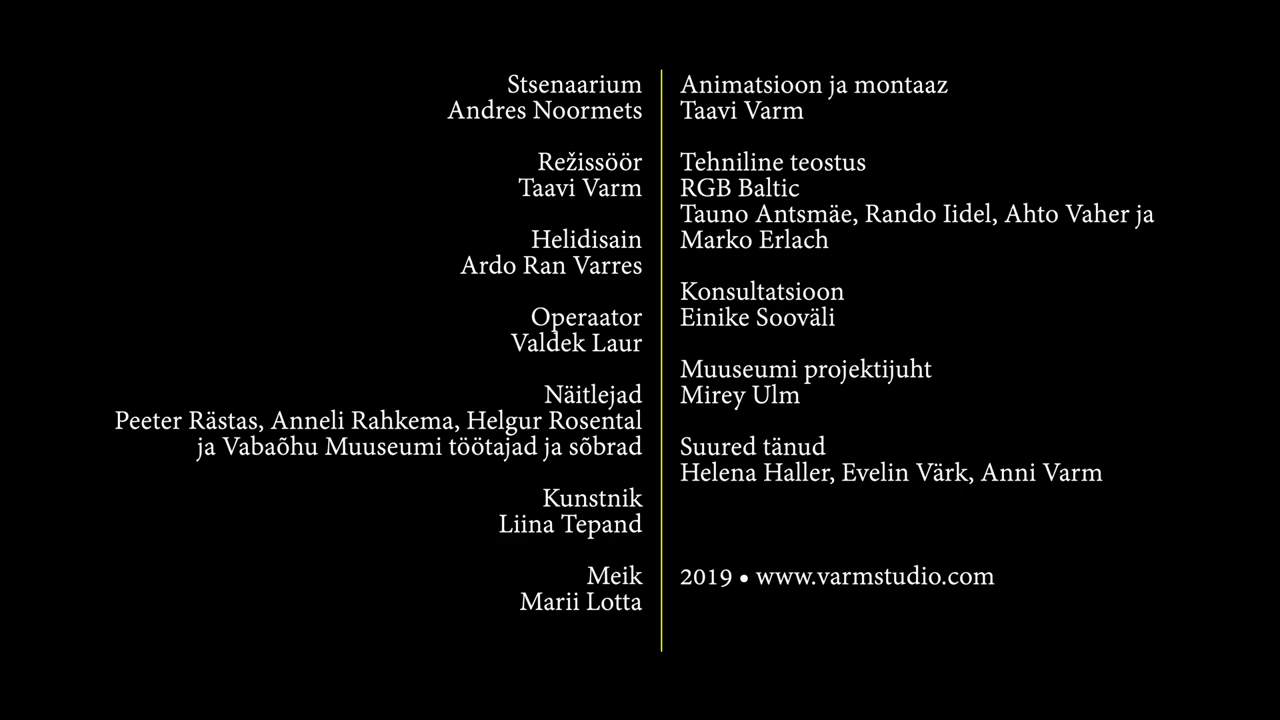 Stsenaarium
Andres Noormets
Režissöör
Taavi Varm
Helidisain
Ardo Ran Varres
Operaator
Valdek Laur
Näitlejad
Peeter Rästas, Anneli Rahkema, Helgur Rosental
ja Vabaõhu Muuseumi töötajad ja sõbrad
Kunstnik
Liina Tepand
Meik
Marii Lotta
Animatsioon ja montaaz
Taavi Varm
Tehniline teostus
RGB Baltic
Tauno Antsmäe, Rando Iidel, Ahto Vaher ja
Marko Erlach
Konsultatsioon
Einike Sooväli
Muuseumi projektijuht
Mirey Ulm
Suured tänud
Helena Haller, Evelin Värk, Anni Varm
2019 • www.varmstudio.com